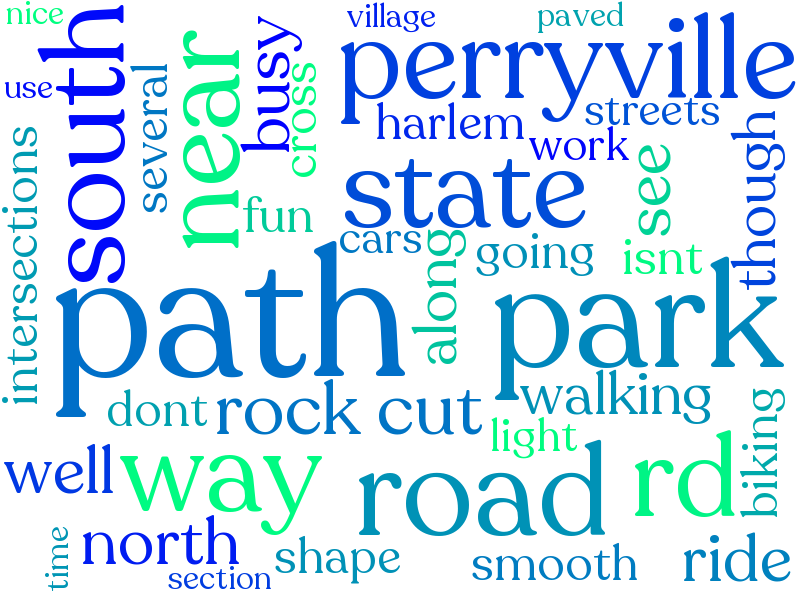 nice
village
paved
south
near
busy
perryville
use
several
cross
harlem
streets
work
though
intersections
fun
state
see
cars
along
going
isnt
path
park
dont
rock cut
walking
light
biking
well
way
road
rd
time
north
section
shape
smooth
ride